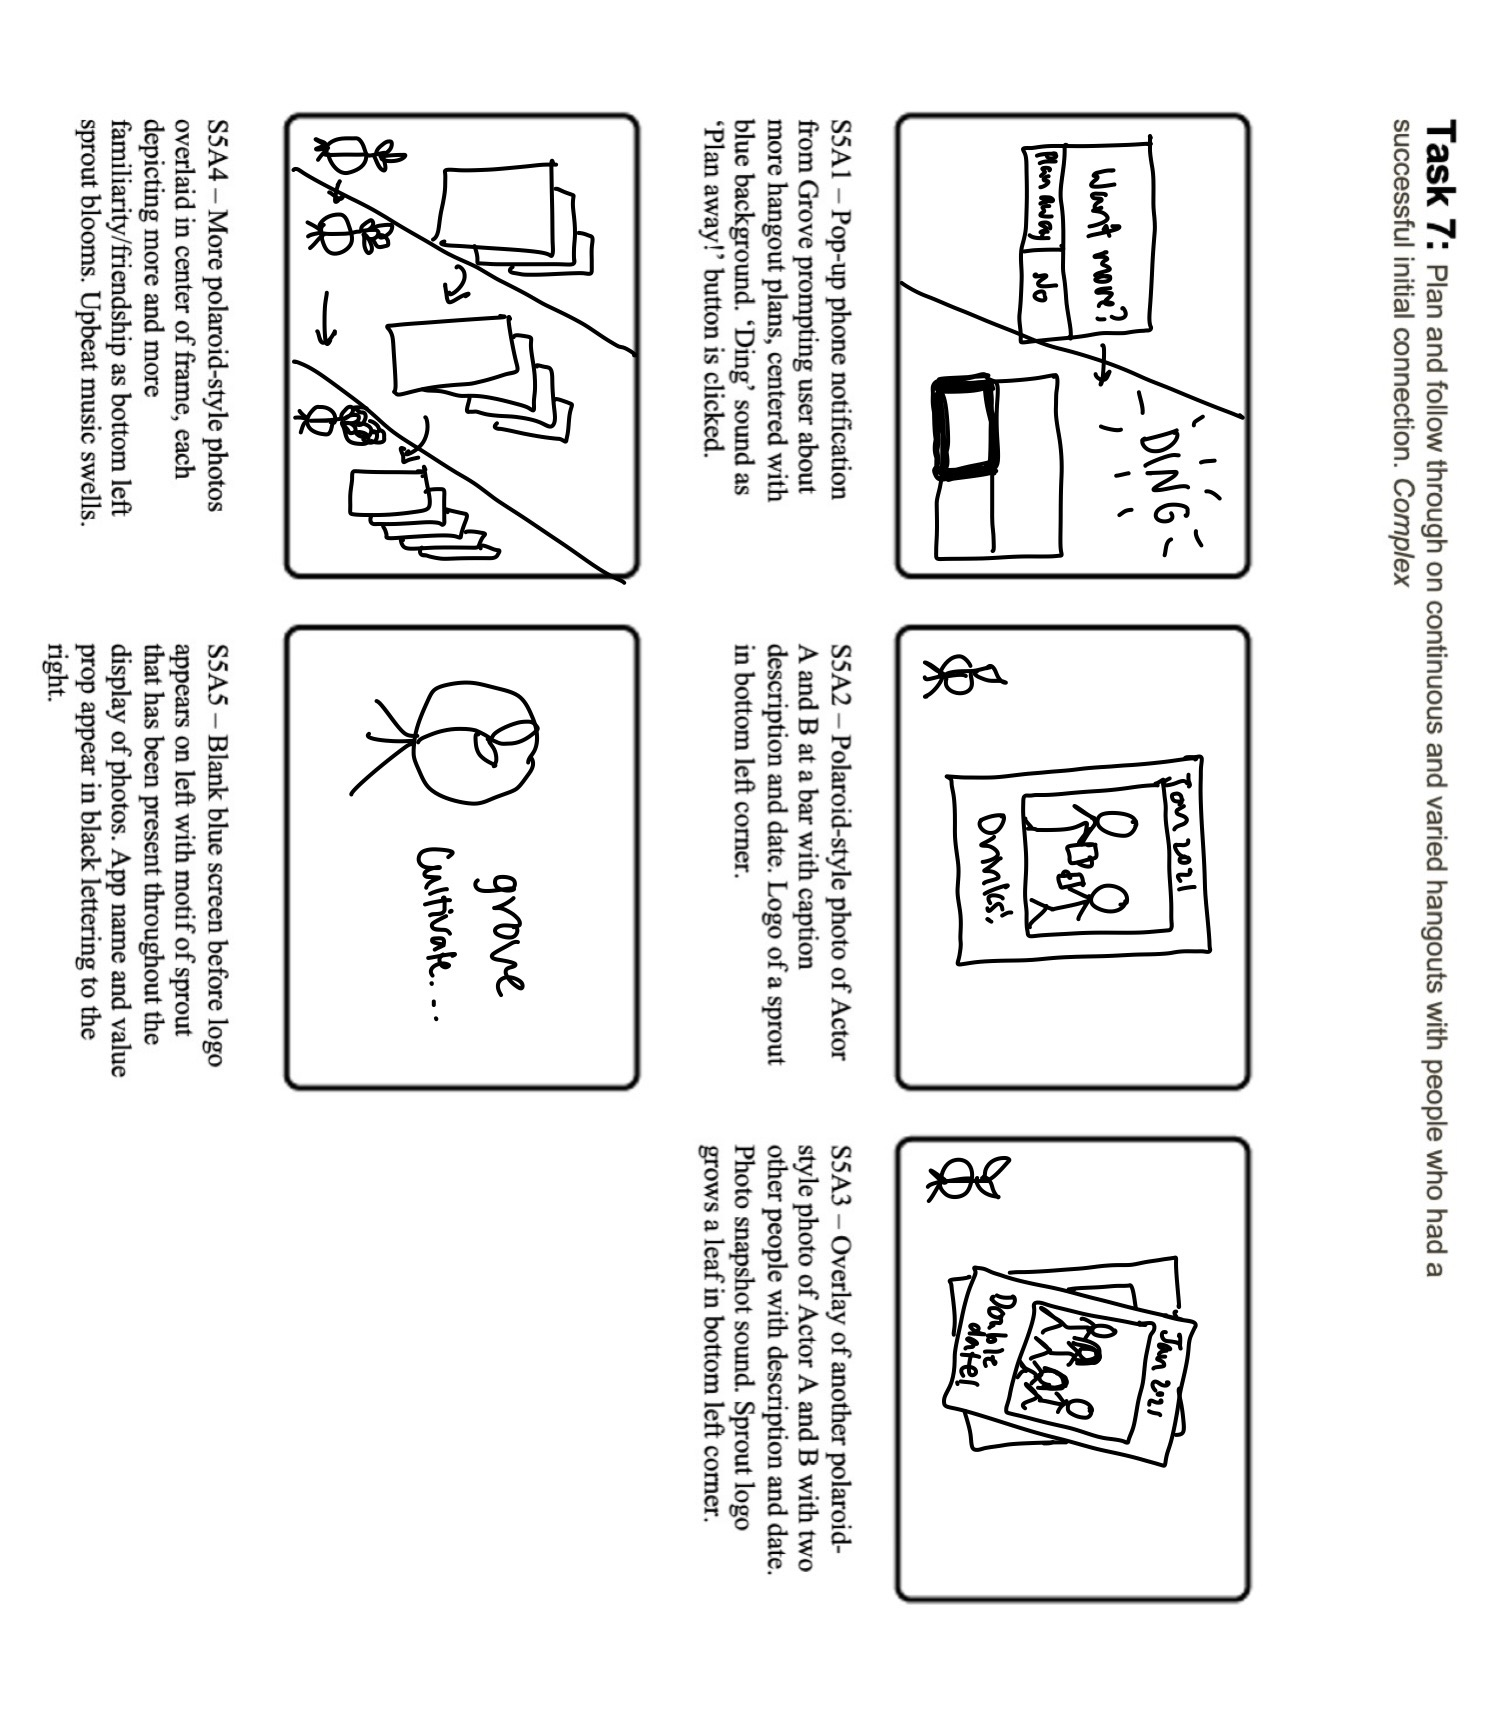 Task 7: Plan and follow through on continuous and varied hangouts with people who had a
successful initial connection. Complex
Want more?
Plan away
No
DING
S5A1 – Pop-up phone notification
from Grove prompting user about
more hangout plans, centered with
blue background. ‘Ding’ sound as
‘Plan away!’ button is clicked.
Jan 2021
Drinks!
S5A2 – Polaroid-style photo of Actor
A and B at a bar with caption
description and date. Logo of a sprout
in bottom left corner.
Jan 2021
Double
date!
S5A3 – Overlay of another polaroid-
style photo of Actor A and B with two
other people with description and date.
Photo snapshot sound. Sprout logo
grows a leaf in bottom left corner.
S5A4 – More polaroid-style photos
overlaid in center of frame, each
depicting more and more
familiarity/friendship as bottom left
sprout blooms. Upbeat music swells.
grove
Cultivate...
S5A5 – Blank blue screen before logo
appears on left with motif of sprout
that has been present throughout the
display of photos. App name and value
prop appear in black lettering to the
right.